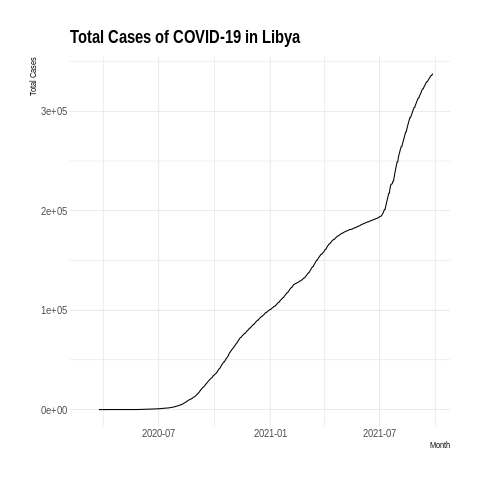 Total Cases of COVID-19 in Libya
Total Cases
3e+05
2e+05
1e+05
0e+00
2020-07
2021-01
2021-07
Month